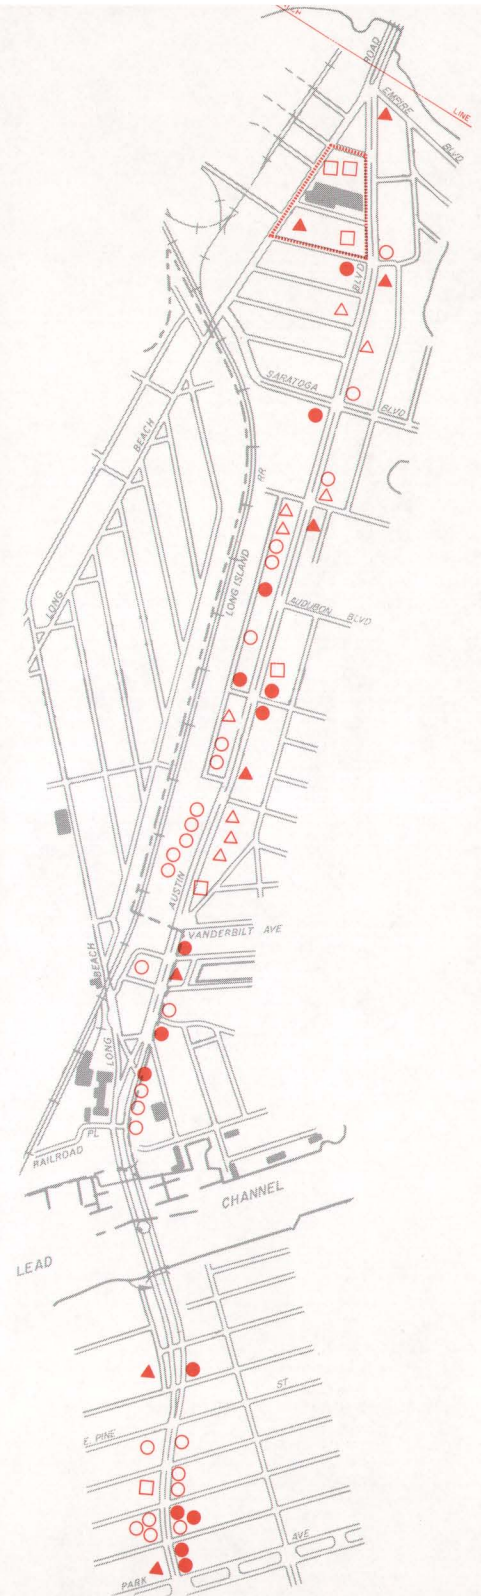 LINE
ROAD
EMPIRE
BLVD
BLVD
SARATOGA
BLVD
BEACH
RR
LONG
LONG ISLAND
AUDUBON
BLVD
AUSTIN
VANDERBILT AVE
BEACH
LONG
RAILROAD PL
CHANNEL
LEAD
ST
E. PINE
AVE
PARK